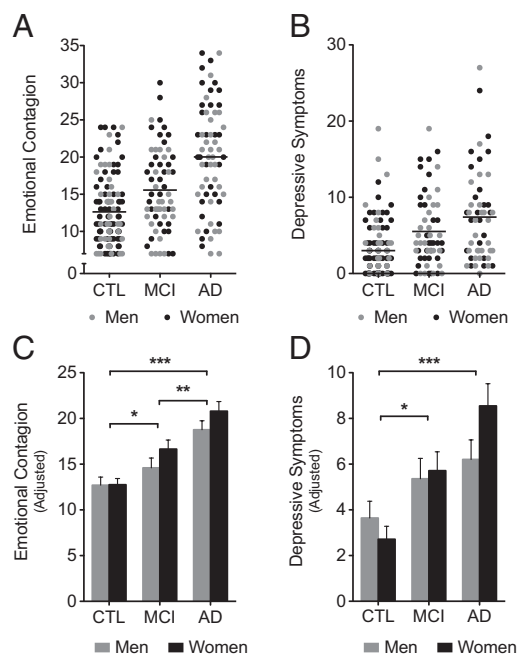 A
Emotional Contagion
35
30
25
20
15
10
0
CTL MCI AD
Men Women
B
Depressive Symptoms
30
20
10
0
CTL MCI AD
Men Women
C
Emotional Contagion
(Adjusted)
25
20
15
10
5
0
***
**
*
CTL MCI AD
Men Women
D
Depressive Symptoms
(Adjusted)
10
8
6
4
2
0
***
*
CTL MCI AD
Men Women